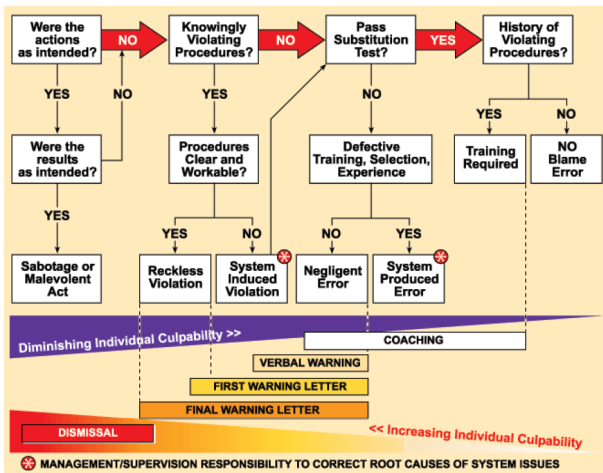 Were the
actions
as intended?
NO
Knowingly
Violating
Procedures?
NO
Pass
Substitution
Test?
YES
History of
Violating
Procedures?
YES
NO
YES
NO
YES
NO
Were the
results
as intended?
Procedures
Clear and
Workable?
Defective
Training, Selection,
Experience
Training
Required
NO
Blame
Error
YES
YES
NO
NO
YES
Sabotage or
Malevolent
Act
Reckless
Violation
System
Induced
Violation
Negligent
Error
System
Produced
Error
Diminishing Individual Culpability >>
COACHING
VERBAL WARNING
FIRST WARNING LETTER
FINAL WARNING LETTER
DISMISSAL
<< Increasing Individual Culpability
MANAGEMENT/SUPERVISION RESPONSIBILITY TO CORRECT ROOT CAUSES OF SYSTEM ISSUES